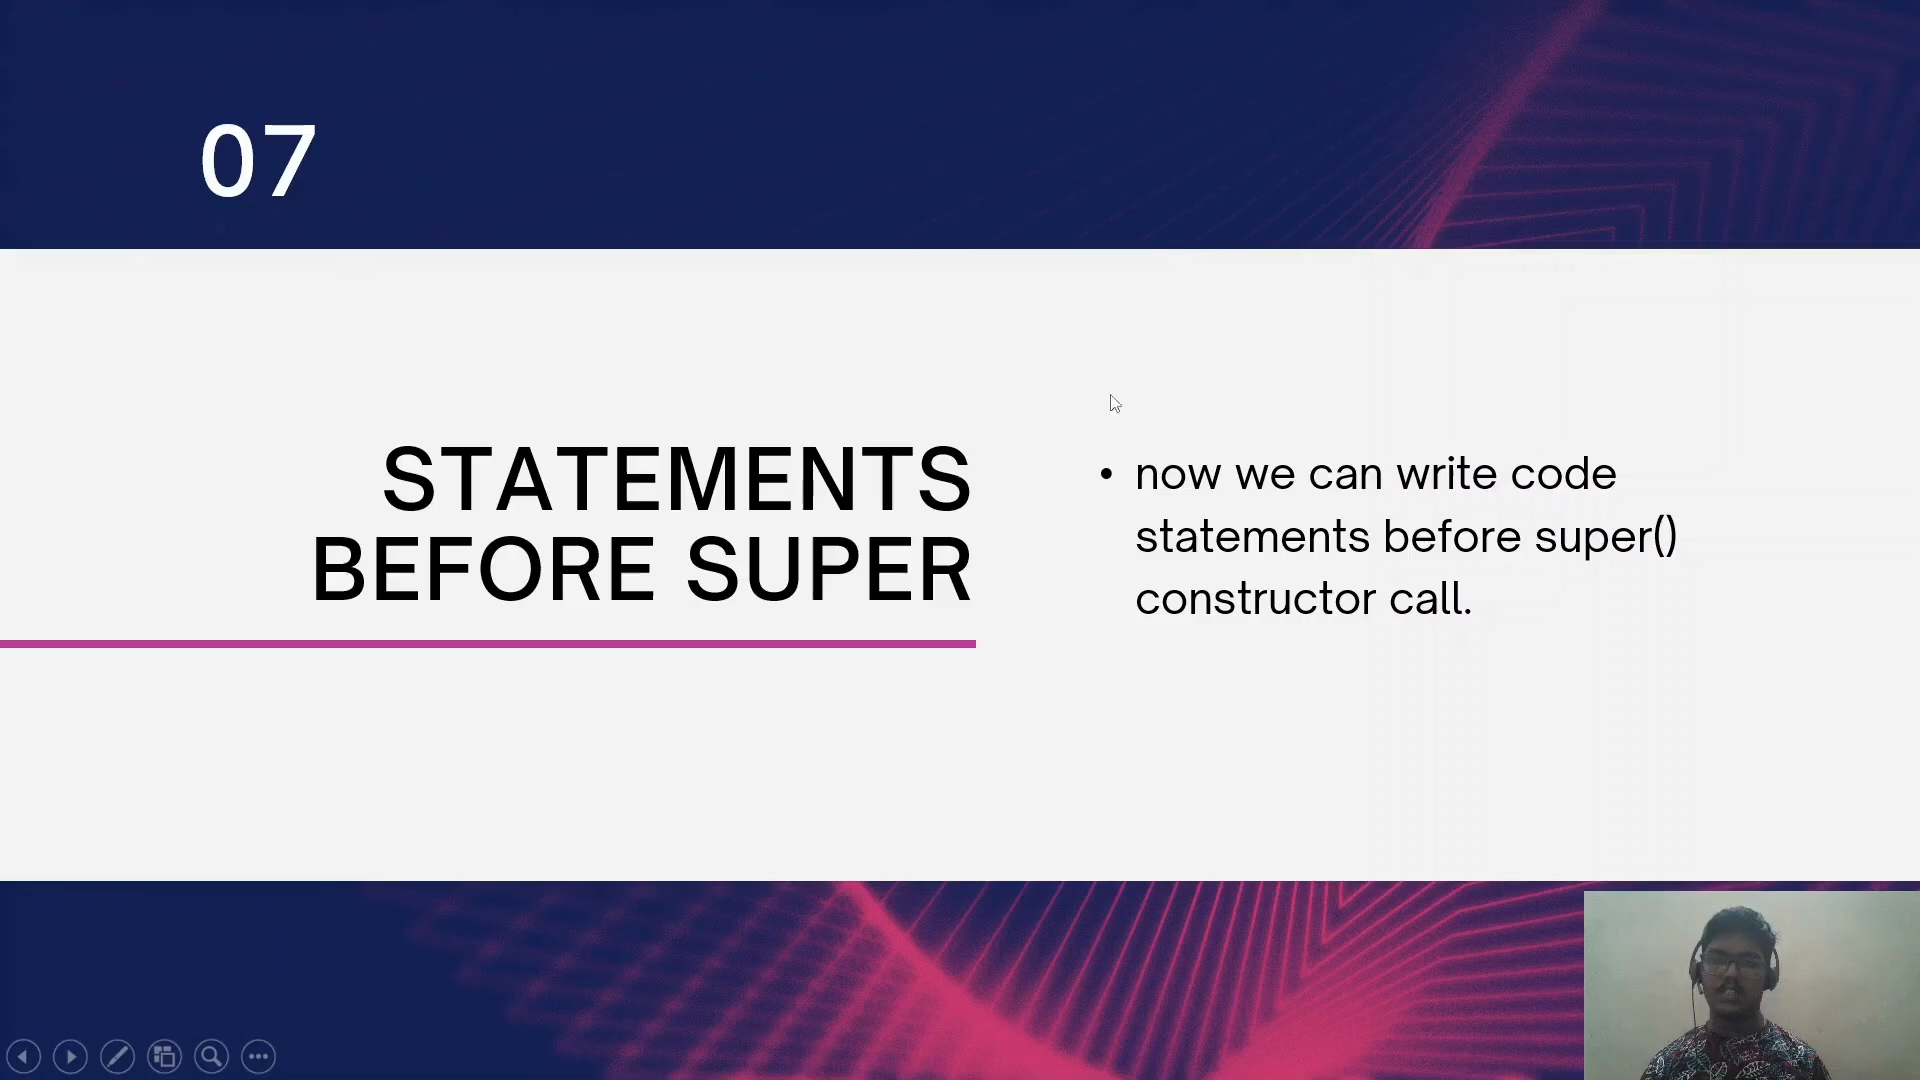 07
STATEMENTS
BEFORE SUPER
• now we can write code
statements before super()
constructor call.